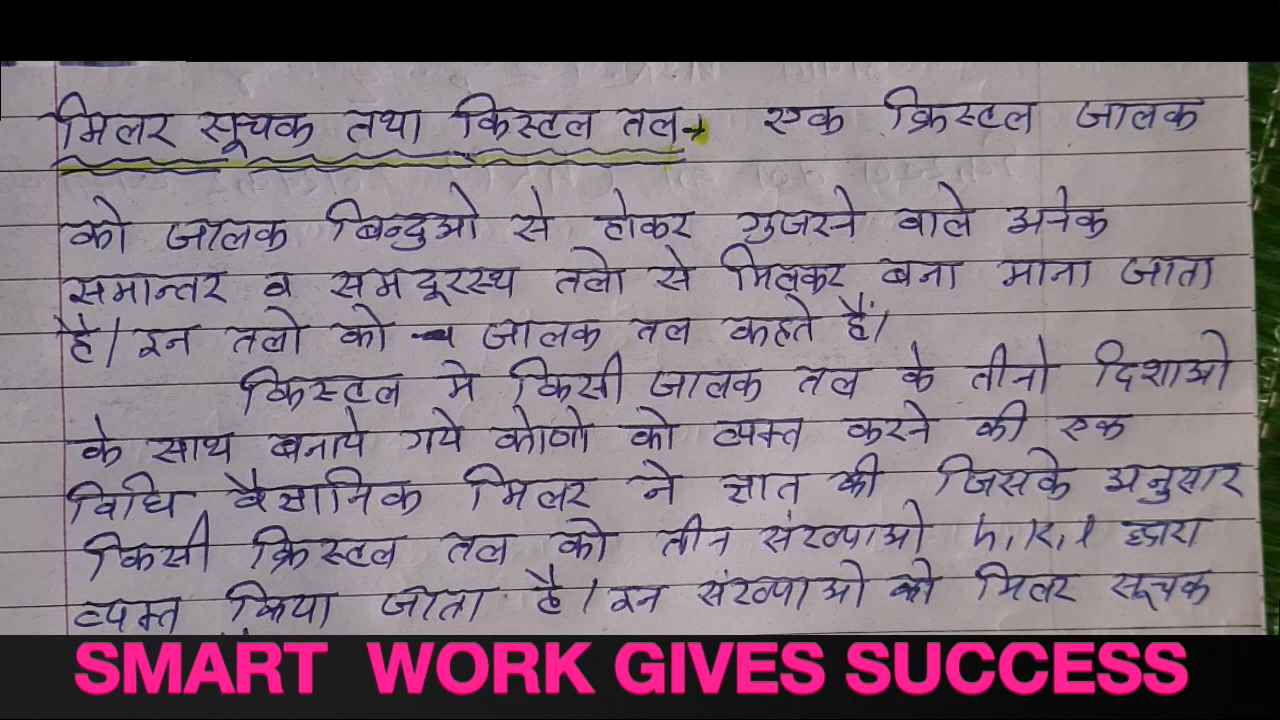 मिलर सूचक तथा क्रिस्टल तल→ एक क्रिस्टल जालक
को जालक बिन्दुओ से होकर गुजरने वाले अनेक
समान्तर व समदूरस्थ तलो से मिलकर बना माना जाता
है। इन तलो को जालक तल कहते हैं।
क्रिस्टल मे किसी जालक तल के तीनो दिशाओ
के साथ बनाये गये कोणो को व्यक्त करने की एक
विधि वैज्ञानिक मिलर ने ज्ञात की जिसके अनुसार
किसी क्रिस्टल तल को तीन संख्याओ h,k,l द्वारा
व्यक्त किया जाता है। इन संख्याओ को मिलर सूचक
SMART WORK GIVES SUCCESS